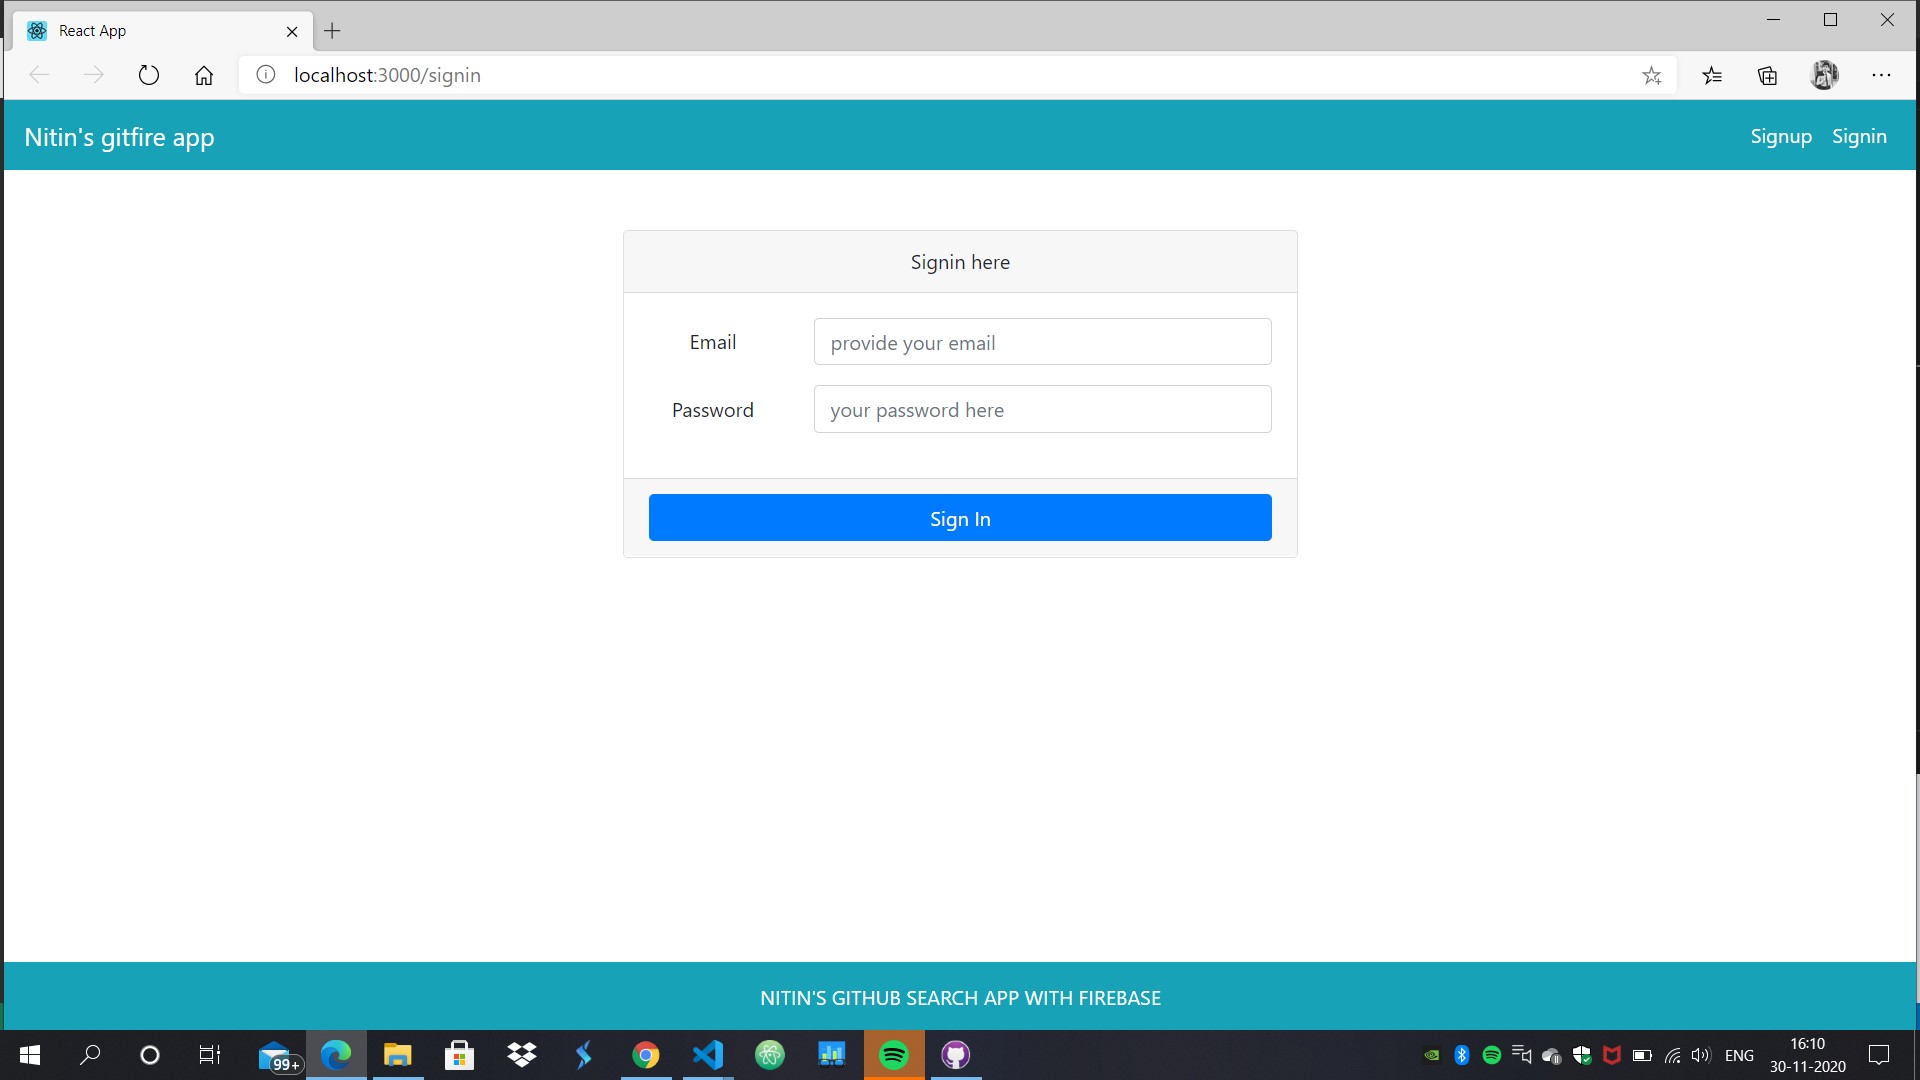 React App
localhost:3000/signin
Nitin's gitfire app
Signup Signin
Signin here
Email provide your email
Password your password here
Sign In
NITIN'S GITHUB SEARCH APP WITH FIREBASE
99+
ENG
16:10
30-11-2020